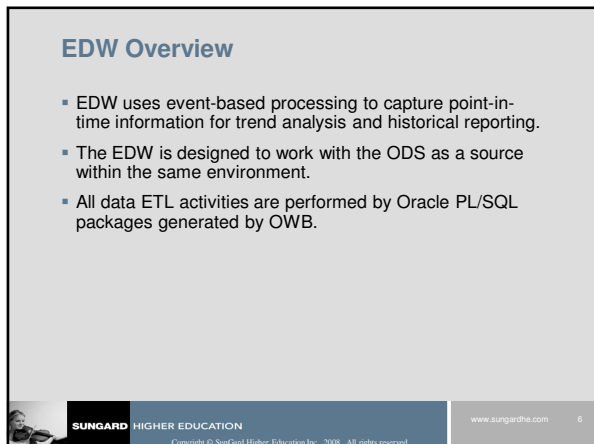 EDW Overview
▪ EDW uses event-based processing to capture point-in-
time information for trend analysis and historical reporting.
▪ The EDW is designed to work with the ODS as a source
within the same environment.
▪ All data ETL activities are performed by Oracle PL/SQL
packages generated by OWB.
SUNGARD HIGHER EDUCATION
www.sungardhe.com 6
Copyright © SunGard Higher Education Inc. 2008. All rights reserved.